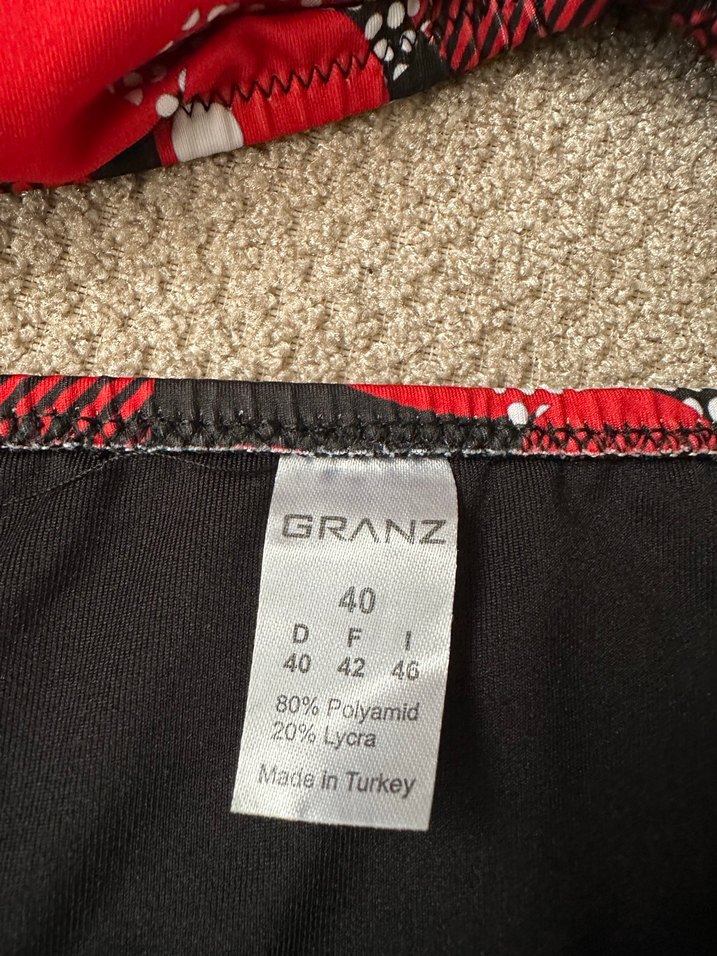 GRANZ
40
D F I
40 42 46
80% Polyamid
20% Lycra
Made in Turkey